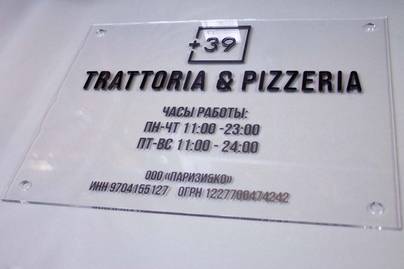 +39
TRATTORIA & PIZZERIA
ЧАСЫ РАБОТЫ:
ПН-ЧТ 11:00 -23:00
ПТ-ВС 11:00 - 24:00
ООО «ПАРИЗИБКО»
ИНН 9704155127 ОГРН 1227700474242